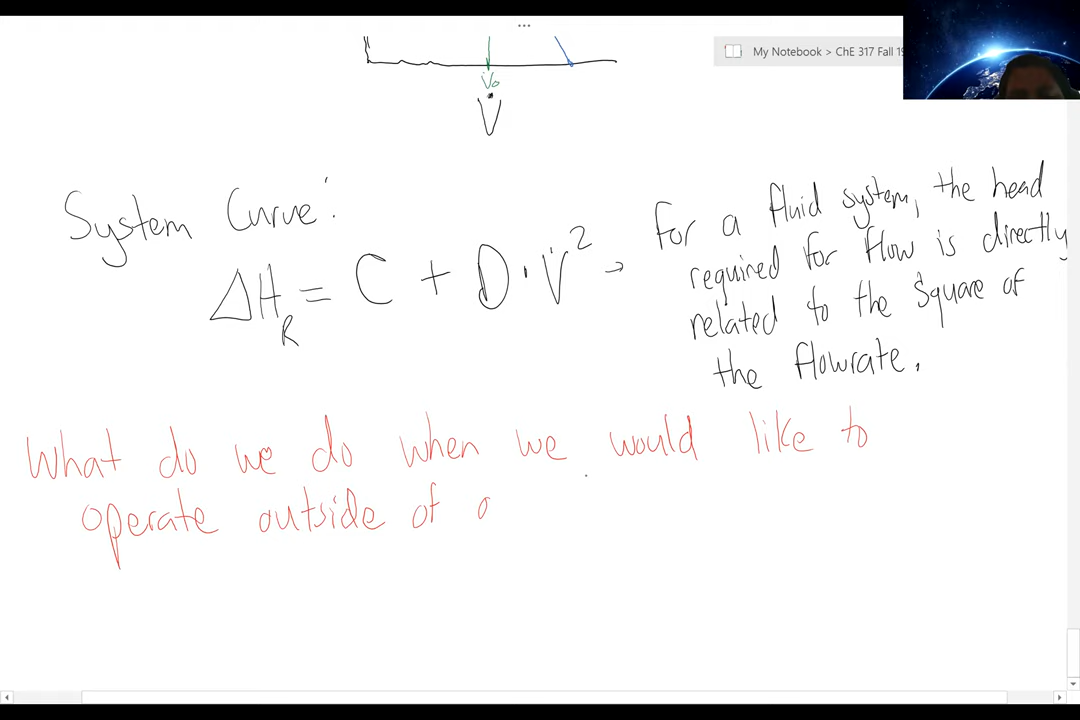 My Notebook > ChE 317 Fall 19
V̇₀
V̇
System Curve:
ΔH_R = C + D · V̇² → For a fluid system, the head
required for flow is directly
related to the square of
the flowrate.
What do we do when we would like to
operate outside of o